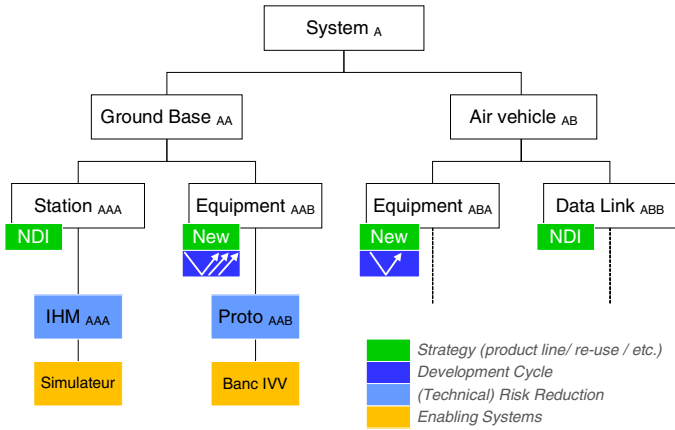 System A
Ground Base AA
Air vehicle AB
Station AAA
Equipment AAB
Equipment ABA
Data Link ABB
NDI
New
New
NDI
IHM AAA
Proto AAB
Simulateur
Banc IVV
Strategy (product line/ re-use / etc.)
Development Cycle
(Technical) Risk Reduction
Enabling Systems